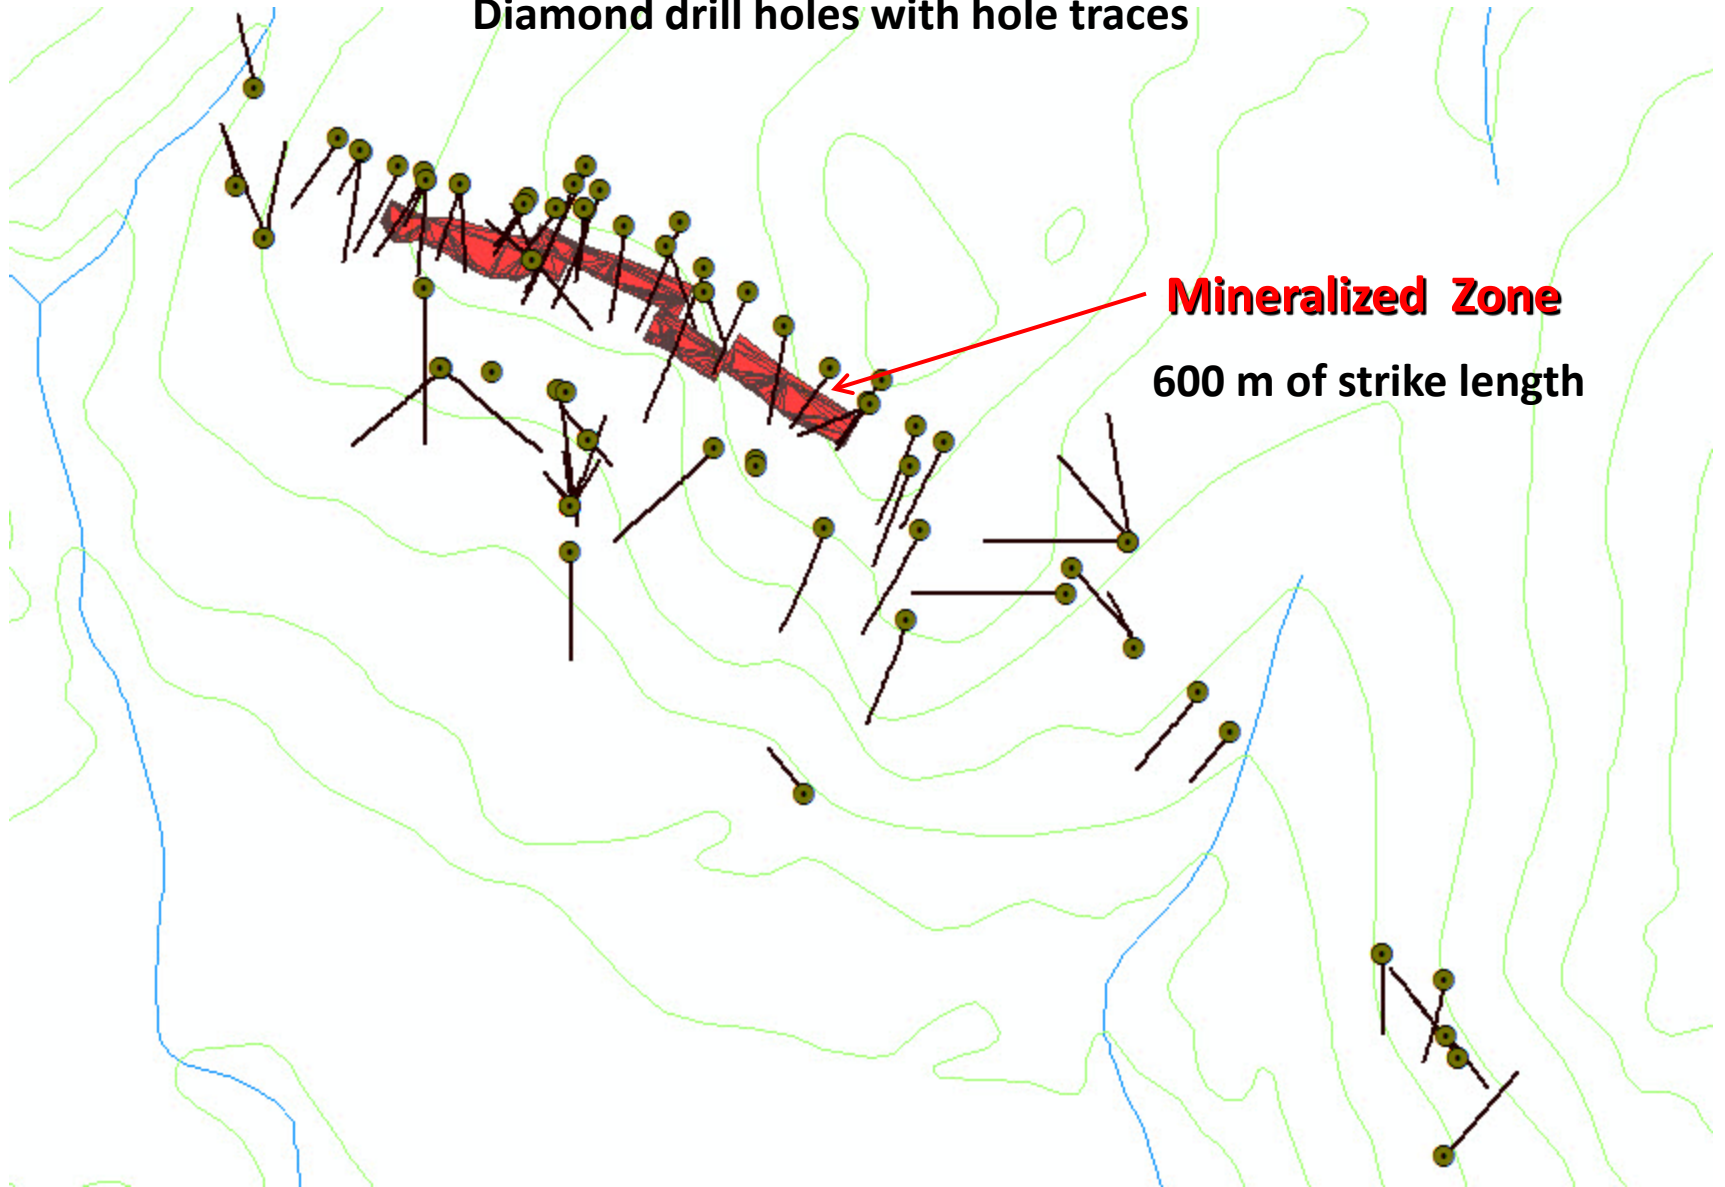 Diamond drill holes with hole traces
Mineralized Zone
600 m of strike length